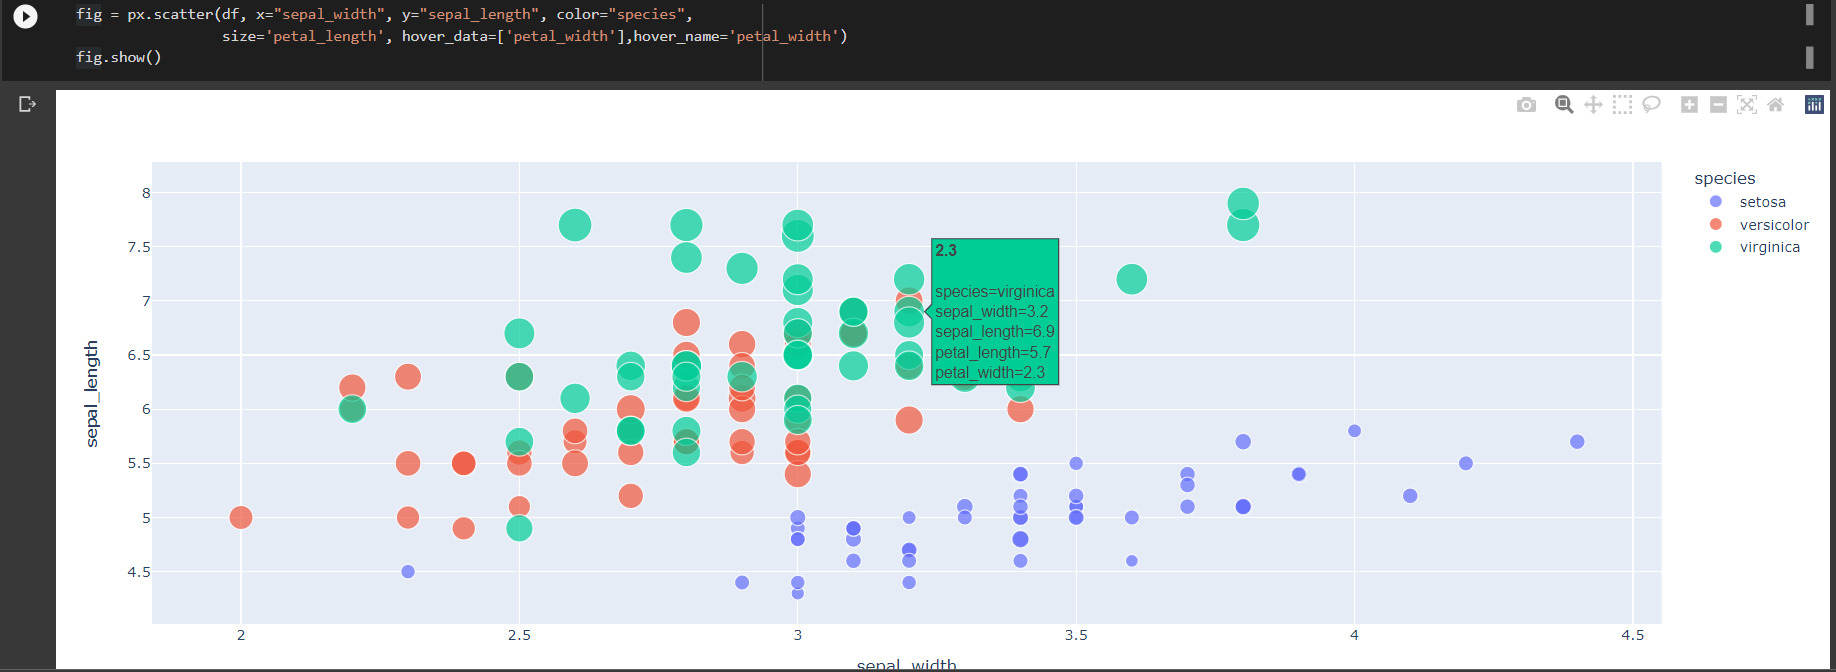 fig = px.scatter(df, x="sepal_width", y="sepal_length", color="species",
size='petal_length', hover_data=['petal_width'],hover_name='petal_width')
fig.show()
species
setosa
versicolor
virginica
sepal_length
8
7.5
7
6.5
6
5.5
5
4.5
2.3
species=virginica
sepal_width=3.2
sepal_length=6.9
petal_length=5.7
petal_width=2.3
2 2.5 3 3.5 4 4.5
sepal_width